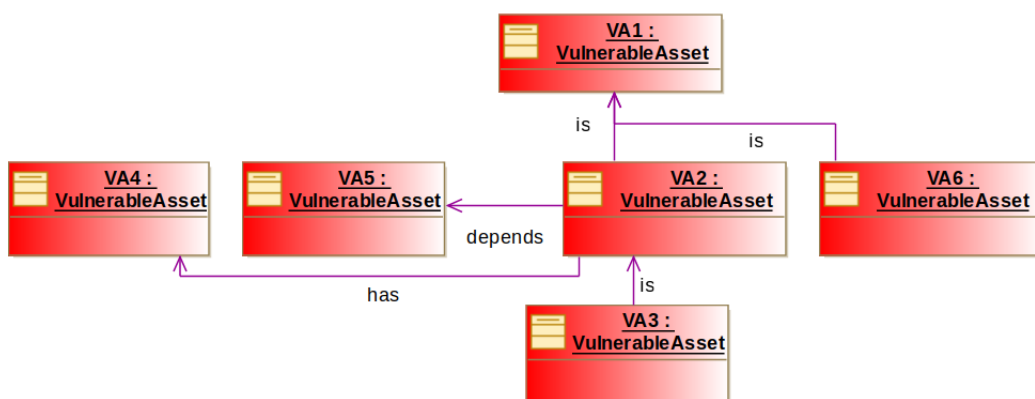 VA1 :
VulnerableAsset
is
is
VA4 :
VulnerableAsset
VA5 :
VulnerableAsset
VA2 :
VulnerableAsset
VA6 :
VulnerableAsset
depends
has
is
VA3 :
VulnerableAsset